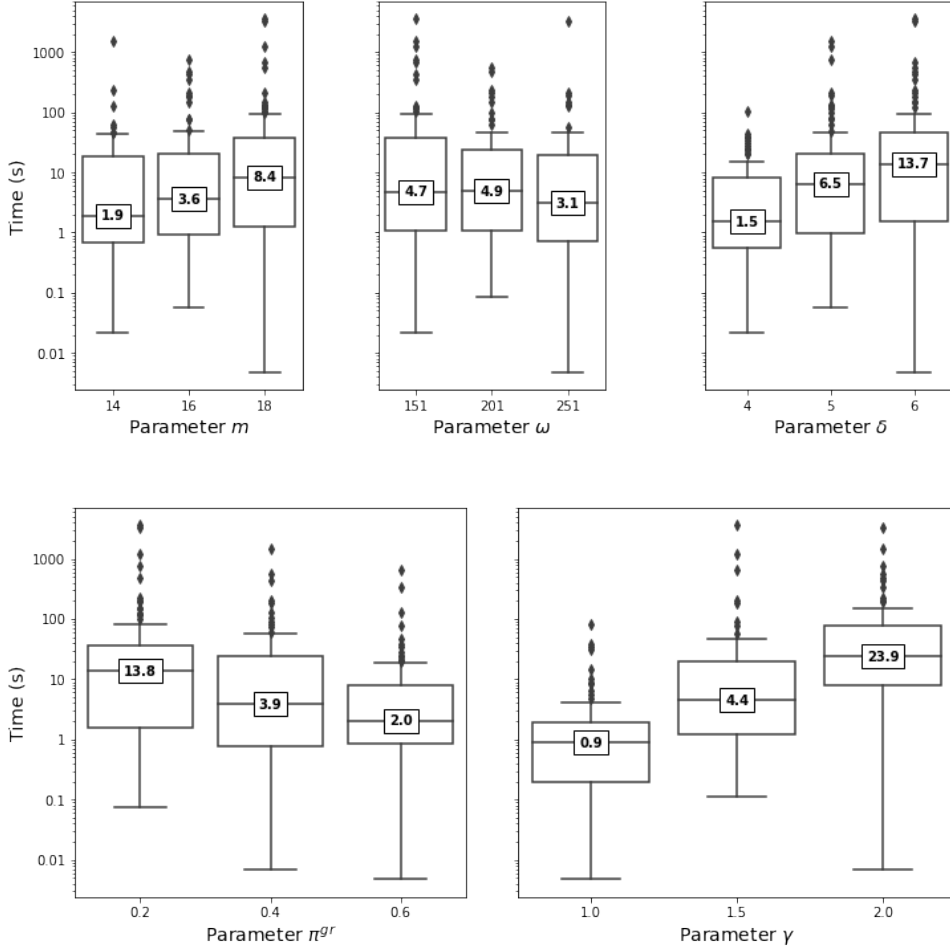 1000
100
10
1
0.1
0.01
Time (s)
1.9
3.6
8.4
14 16 18
Parameter m
4.7
4.9
3.1
151 201 251
Parameter ω
1.5
6.5
13.7
4 5 6
Parameter δ
1000
100
10
1
0.1
0.01
Time (s)
13.8
3.9
2.0
0.2 0.4 0.6
Parameter π^{gr}
0.9
4.4
23.9
1.0 1.5 2.0
Parameter γ